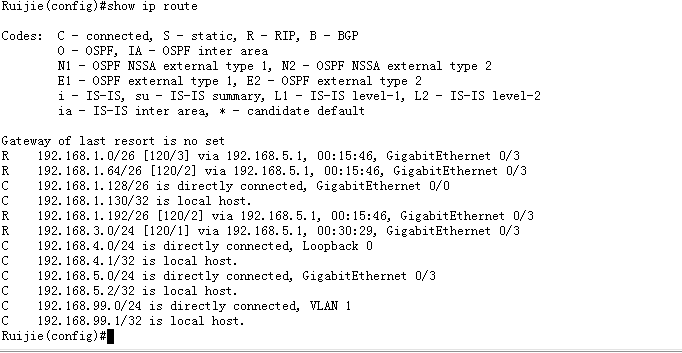 Ruijie(config)#show ip route
Codes:  C - connected, S - static, R - RIP, B - BGP
O - OSPF, IA - OSPF inter area
N1 - OSPF NSSA external type 1, N2 - OSPF NSSA external type 2
E1 - OSPF external type 1, E2 - OSPF external type 2
i - IS-IS, su - IS-IS summary, L1 - IS-IS level-1, L2 - IS-IS level-2
ia - IS-IS inter area, * - candidate default
Gateway of last resort is no set
R    192.168.1.0/26 [120/3] via 192.168.5.1, 00:15:46, GigabitEthernet 0/3
R    192.168.1.64/26 [120/2] via 192.168.5.1, 00:15:46, GigabitEthernet 0/3
C    192.168.1.128/26 is directly connected, GigabitEthernet 0/0
C    192.168.1.130/32 is local host.
R    192.168.1.192/26 [120/2] via 192.168.5.1, 00:15:46, GigabitEthernet 0/3
R    192.168.3.0/24 [120/1] via 192.168.5.1, 00:30:29, GigabitEthernet 0/3
C    192.168.4.0/24 is directly connected, Loopback 0
C    192.168.4.1/32 is local host.
C    192.168.5.0/24 is directly connected, GigabitEthernet 0/3
C    192.168.5.2/32 is local host.
C    192.168.99.0/24 is directly connected, VLAN 1
C    192.168.99.1/32 is local host.
Ruijie(config)#